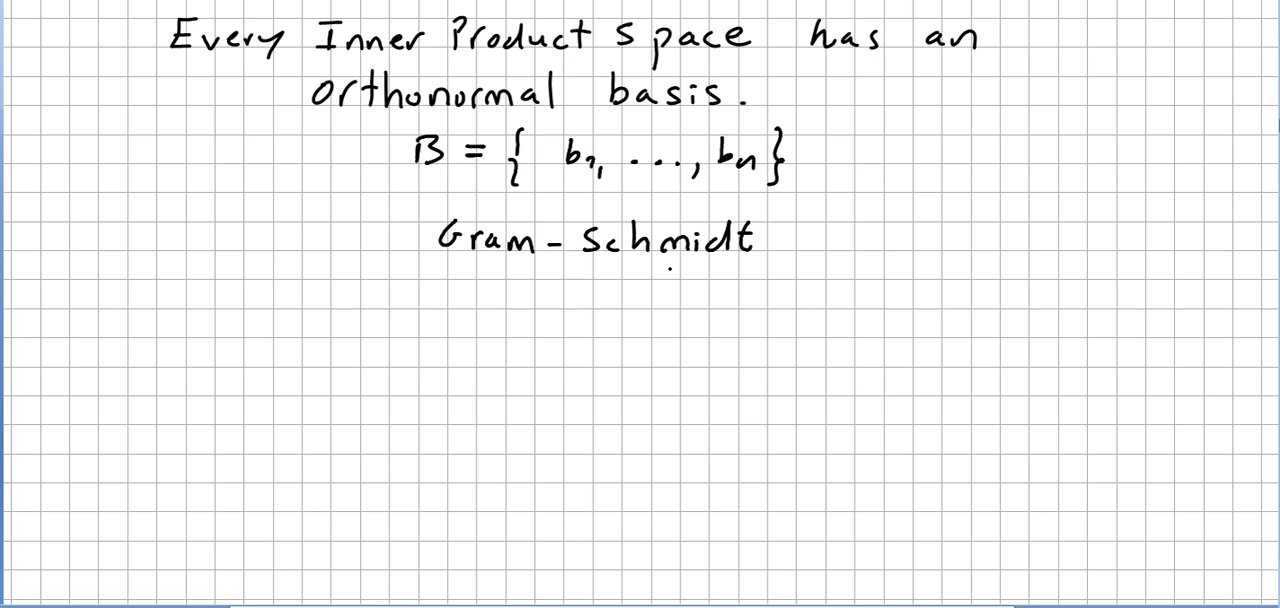 Every Inner Product Space has an
orthonormal basis.
B = { b₁, ..., bₙ}
Gram - Schmidt